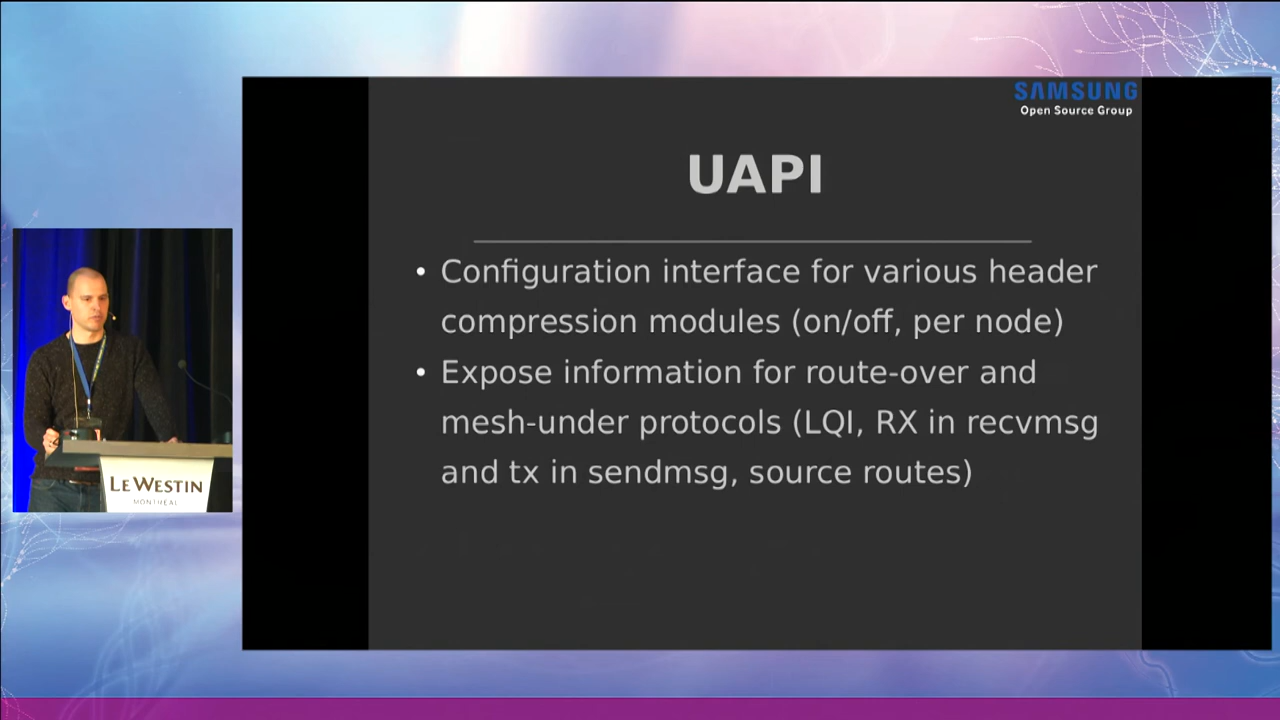 SAMSUNG
Open Source Group
UAPI
• Configuration interface for various header
compression modules (on/off, per node)
• Expose information for route-over and
mesh-under protocols (LQI, RX in recvmsg
and tx in sendmsg, source routes)
LE WESTIN
MONTRÉAL